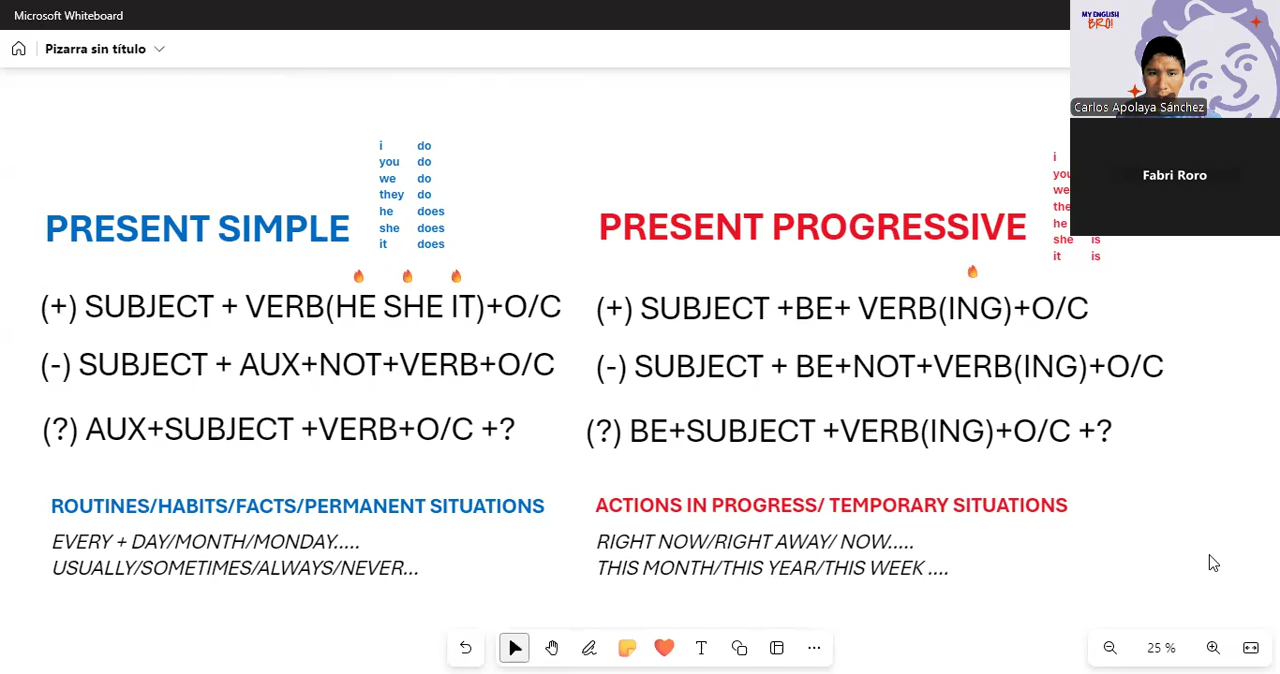 Microsoft Whiteboard
Pizarra sin título
MY ENGLISH
BRO!
Carlos Apolaya Sánchez
Fabri Roro
i do
you do
we do
they do
he does
she does
it does
PRESENT SIMPLE
(+) SUBJECT + VERB(HE SHE IT)+O/C
(-) SUBJECT + AUX+NOT+VERB+O/C
(?) AUX+SUBJECT +VERB+O/C +?
ROUTINES/HABITS/FACTS/PERMANENT SITUATIONS
EVERY + DAY/MONTH/MONDAY.....
USUALLY/SOMETIMES/ALWAYS/NEVER...
i
you
we
he
she is
it is
PRESENT PROGRESSIVE
(+) SUBJECT +BE+ VERB(ING)+O/C
(-) SUBJECT + BE+NOT+VERB(ING)+O/C
(?) BE+SUBJECT +VERB(ING)+O/C +?
ACTIONS IN PROGRESS/ TEMPORARY SITUATIONS
RIGHT NOW/RIGHT AWAY/ NOW.....
THIS MONTH/THIS YEAR/THIS WEEK ....
25 %